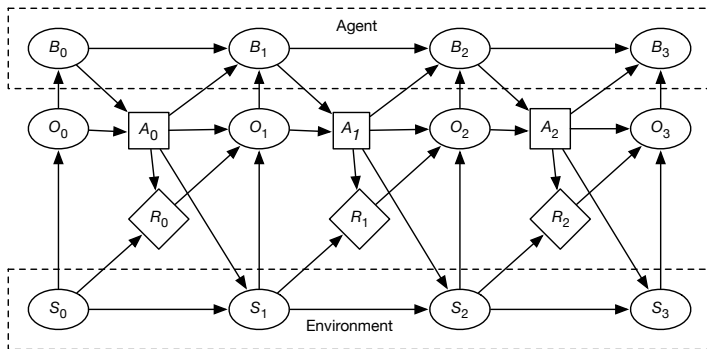 Agent
B0 B1 B2 B3
O0 A0 O1 A1 O2 A2 O3
R0 R1 R2
S0 S1 S2 S3
Environment